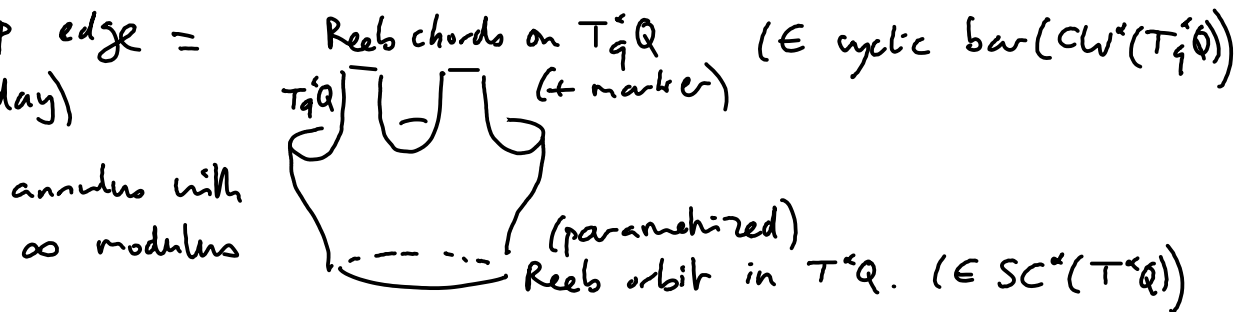 p edge = Reeb chords on T*_qQ (∈ cyclic bar(CW*(T*_qQ))
day) T*_qQ (+ marker)
annulus with
∞ modulus (parametrized)
Reeb orbit in T*Q. (∈ SC*(T*Q))